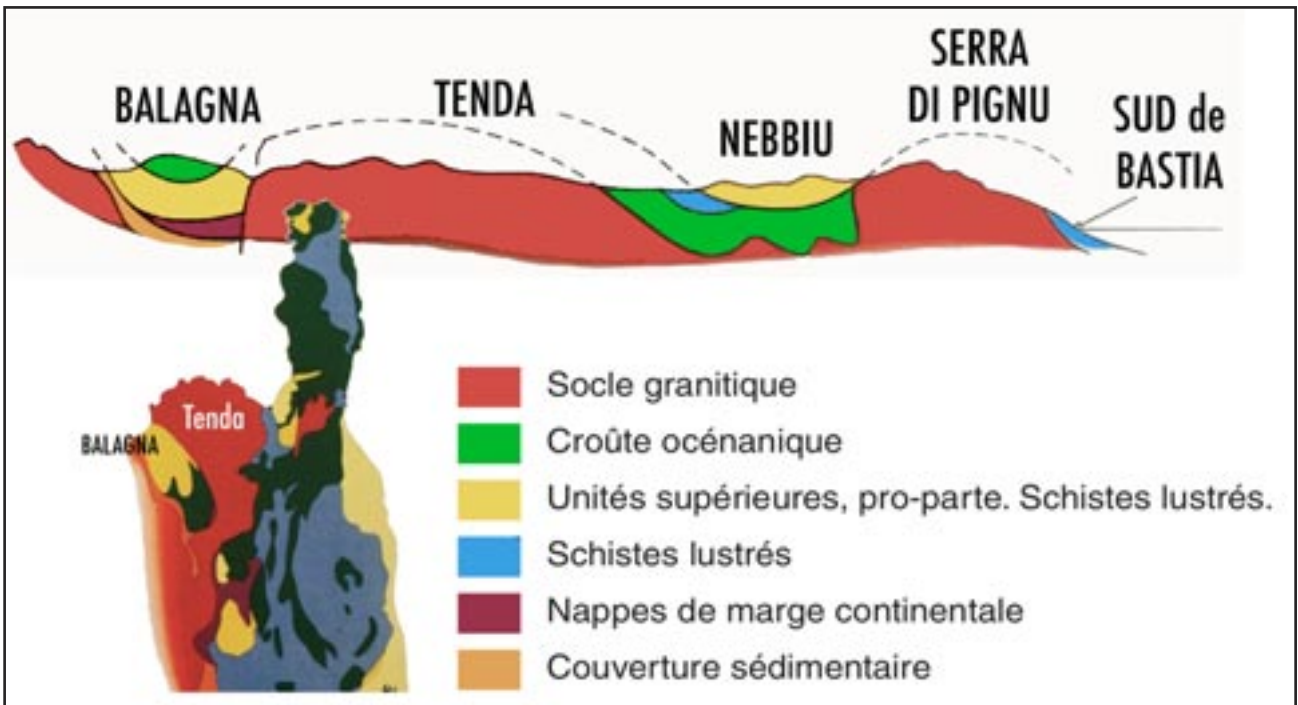 BALAGNA
TENDA
NEBBIU
SERRA
DI PIGNU
SUD de
BASTIA
Tenda
BALAGNA
Socle granitique
Croûte océnanique
Unités supérieures, pro-parte. Schistes lustrés.
Schistes lustrés
Nappes de marge continentale
Couverture sédimentaire